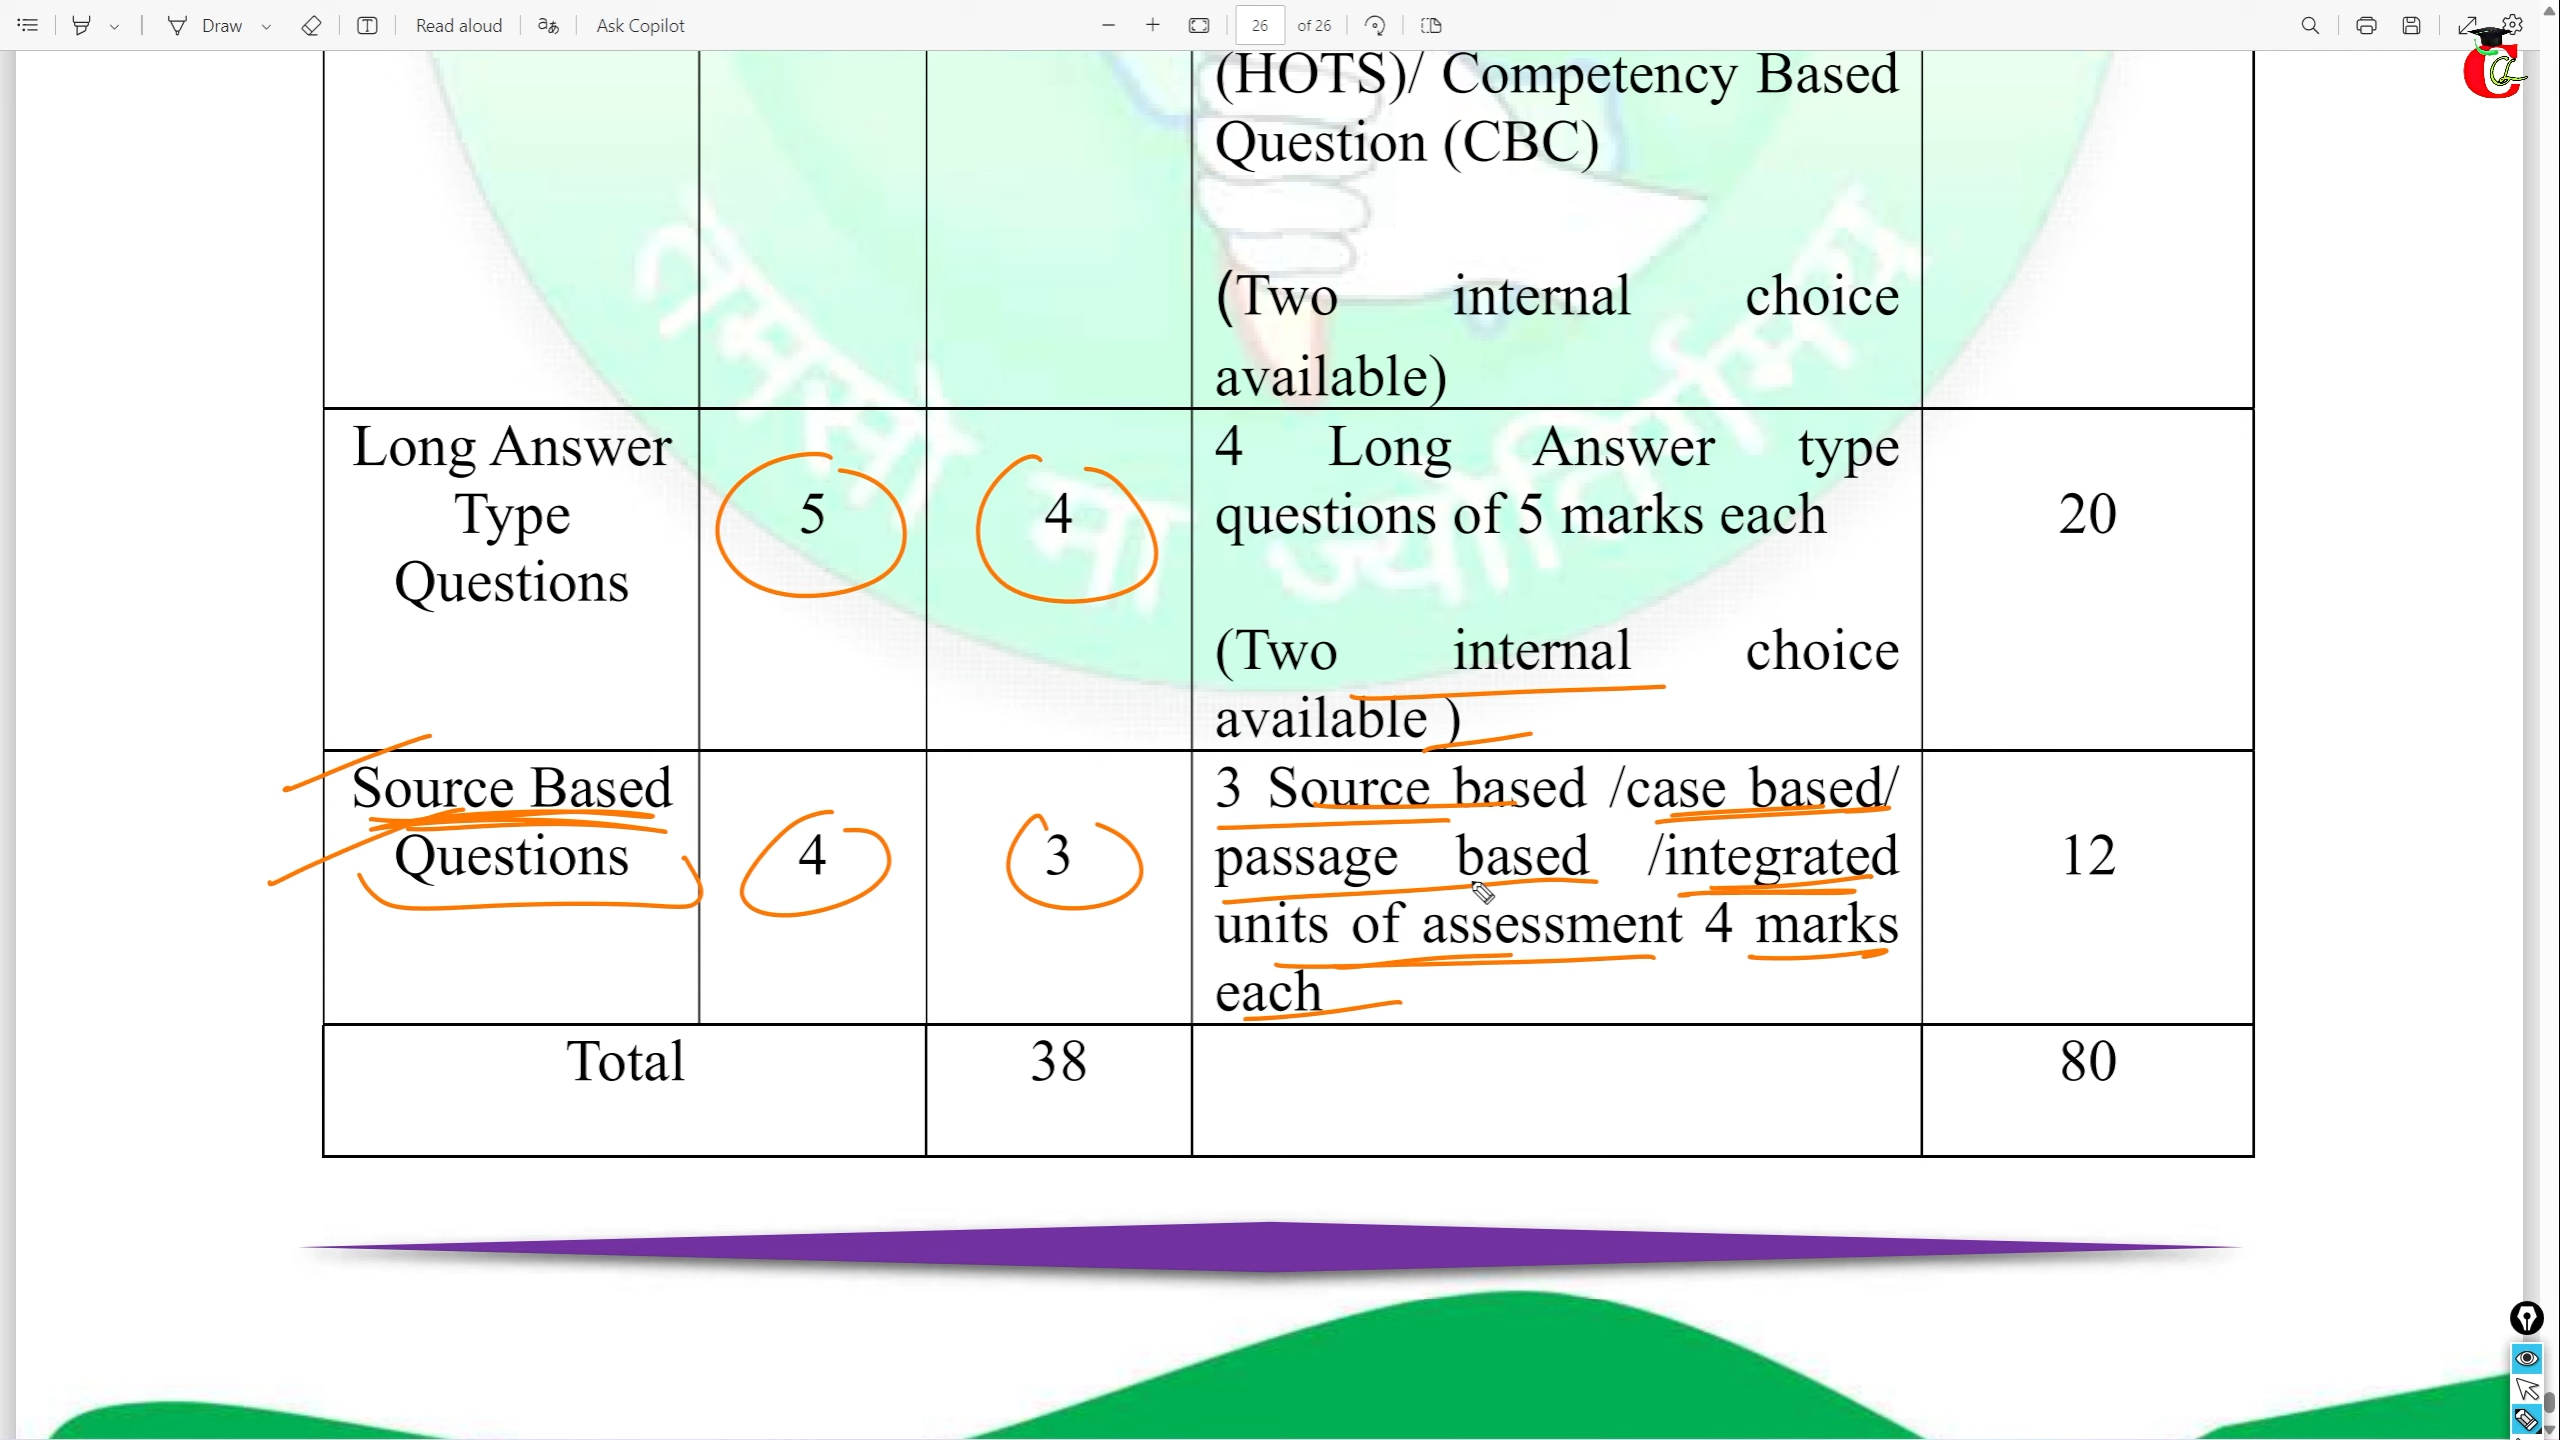 Draw
Read aloud
Ask Copilot
26 of 26
(HOTS)/ Competency Based
Question (CBC)
(Two internal choice
available)
Long Answer
Type
Questions
5
4
4 Long Answer type
questions of 5 marks each
(Two internal choice
available )
20
Source Based
Questions
4
3
3 Source based /case based/
passage based /integrated
units of assessment 4 marks
each
12
Total
38
80
तमसो मा ज्योतिर्गमय